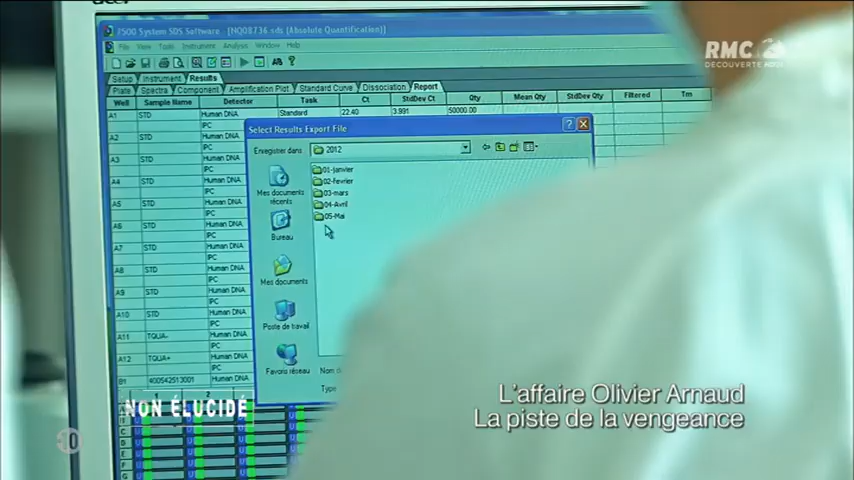 7500 System SDS Software - [NQ08736.sds (Absolute Quantification)]
File View Tools Instrument Analysis Window Help
Setup Instrument Results
Plate Spectra Component Amplification Plot Standard Curve Dissociation Report
Well Sample Name Detector Task Ct StdDev Ct Qty Mean Qty StdDev Qty Filtered Tm
A1 STD Human DNA Standard 22.40 3.991 50000.00
IPC
A2 STD Human DNA
IPC
A3 STD Human DNA
IPC
A4 STD Human DNA
IPC
A5 STD Human DNA
IPC
A6 STD Human DNA
IPC
A7 STD Human DNA
IPC
A8 STD Human DNA
IPC
A9 STD Human DNA
IPC
A10 STD Human DNA
IPC
A11 TQUA- Human DNA
IPC
A12 TQUA+ Human DNA
IPC
B1 400542513001 Human DNA
Select Results Export File
Enregistrer dans: 2012
01-Janvier
02-Fevrier
03-mars
04-Avril
05-Mai
Mes documents
récents
Bureau
Mes documents
Poste de travail
Favoris réseau
Type
RMC
DECOUVERTE
NON ÉLUCIDÉ
L'affaire Olivier Arnaud
La piste de la vengeance
-10